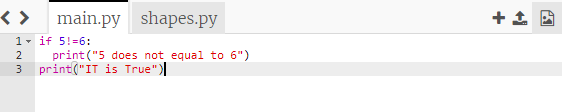 main.py shapes.py
1 if 5!=6:
2   print("5 does not equal to 6")
3 print("IT is True")